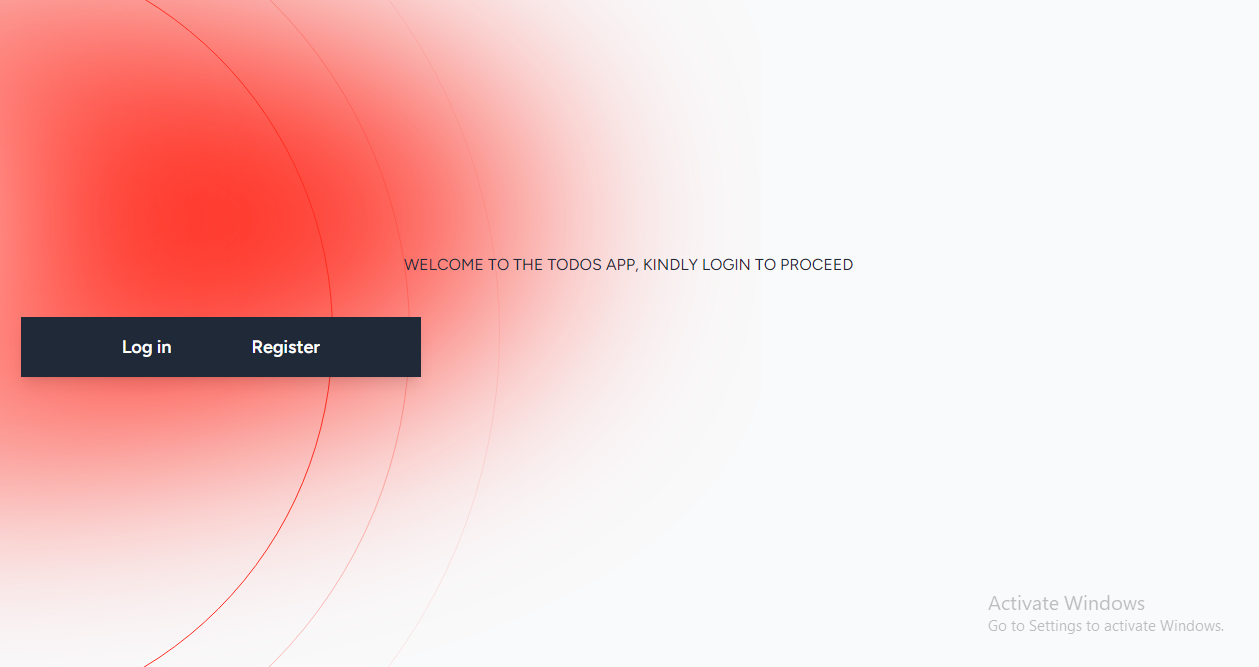 WELCOME TO THE TODOS APP, KINDLY LOGIN TO PROCEED
Log in Register
Activate Windows
Go to Settings to activate Windows.